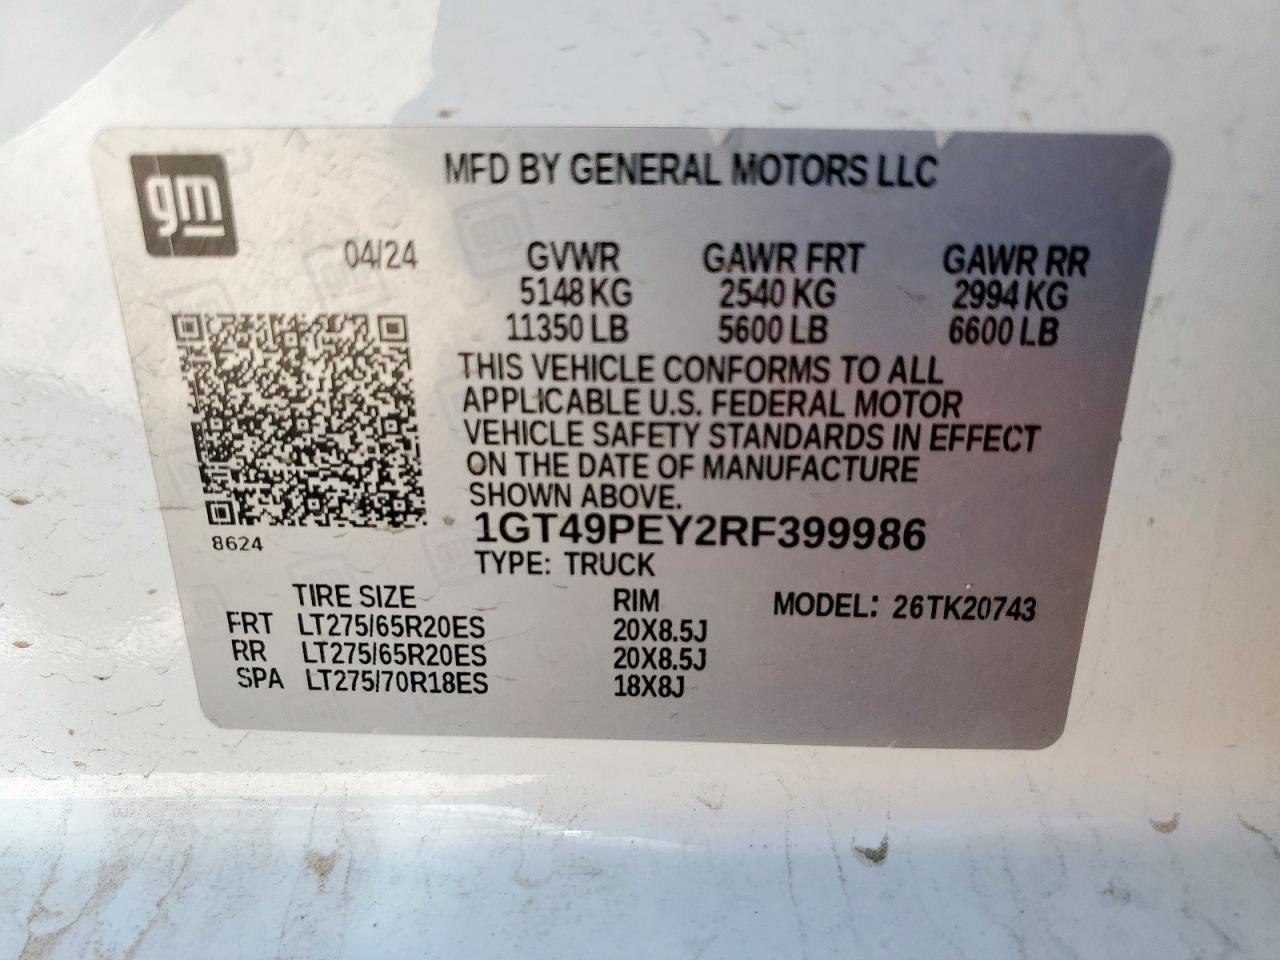 gm
MFD BY GENERAL MOTORS LLC
04/24
GVWR GAWR FRT GAWR RR
5148 KG 2540 KG 2994 KG
11350 LB 5600 LB 6600 LB
THIS VEHICLE CONFORMS TO ALL
APPLICABLE U.S. FEDERAL MOTOR
VEHICLE SAFETY STANDARDS IN EFFECT
ON THE DATE OF MANUFACTURE
SHOWN ABOVE.
1GT49PEY2RF399986
8624
TYPE: TRUCK
TIRE SIZE RIM MODEL: 26TK20743
FRT LT275/65R20ES 20X8.5J
RR LT275/65R20ES 20X8.5J
SPA LT275/70R18ES 18X8J